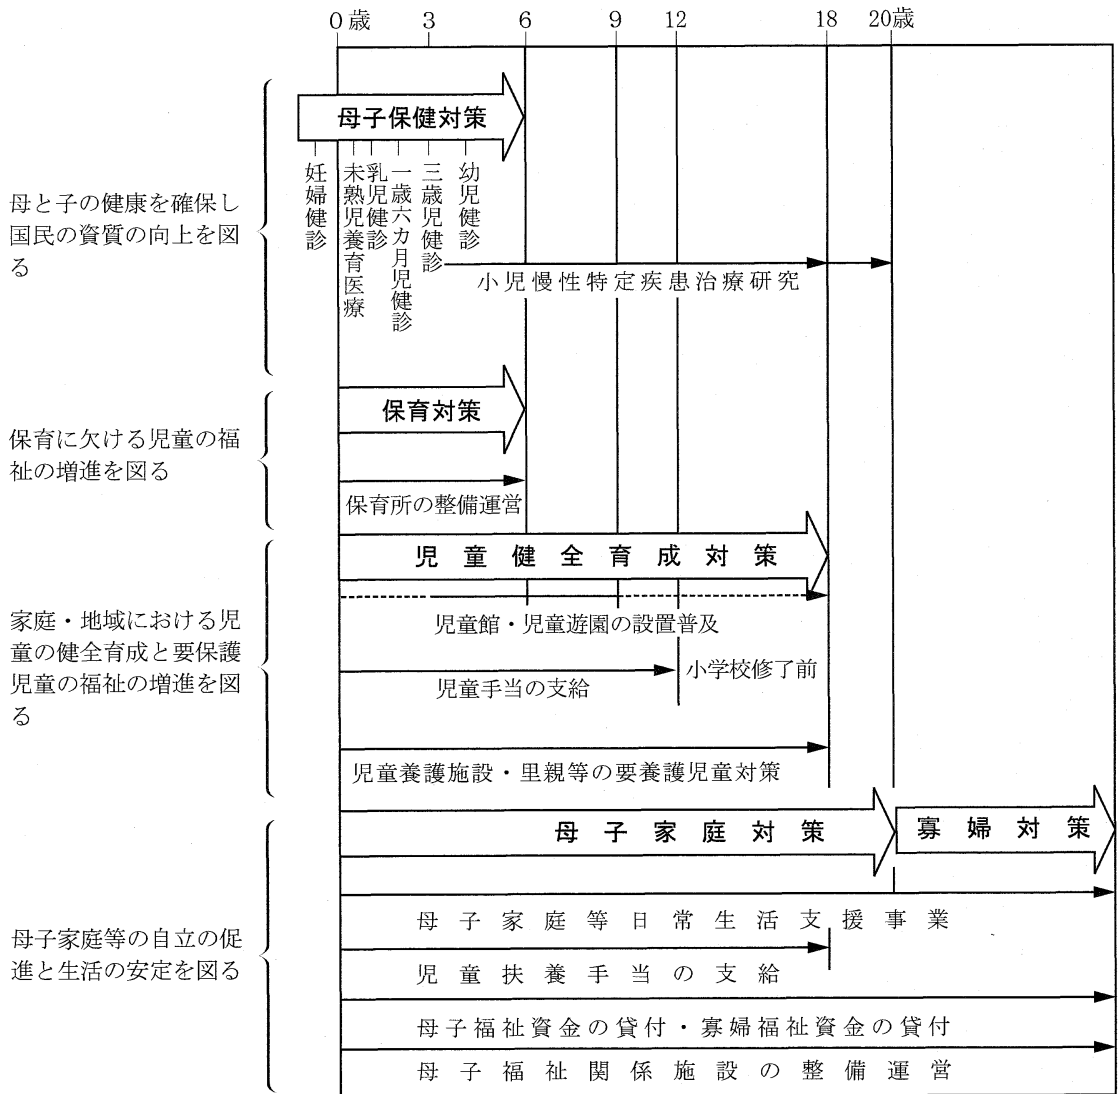 0歳 3 6 9 12 18 20歳
母と子の健康を確保し
国民の資質の向上を図
る
母子保健対策
妊婦健診
未熟児養育医療
乳児健診
一歳六カ月児健診
三歳児健診
幼児健診
小児慢性特定疾患治療研究
保育に欠ける児童の福
祉の増進を図る
保育対策
保育所の整備運営
家庭・地域における児
童の健全育成と要保護
児童の福祉の増進を図
る
児童健全育成対策
児童館・児童遊園の設置普及
児童手当の支給
小学校修了前
児童養護施設・里親等の要養護児童対策
母子家庭等の自立の促
進と生活の安定を図る
母子家庭対策
寡婦対策
母子家庭等日常生活支援事業
児童扶養手当の支給
母子福祉資金の貸付・寡婦福祉資金の貸付
母子福祉関係施設の整備運営